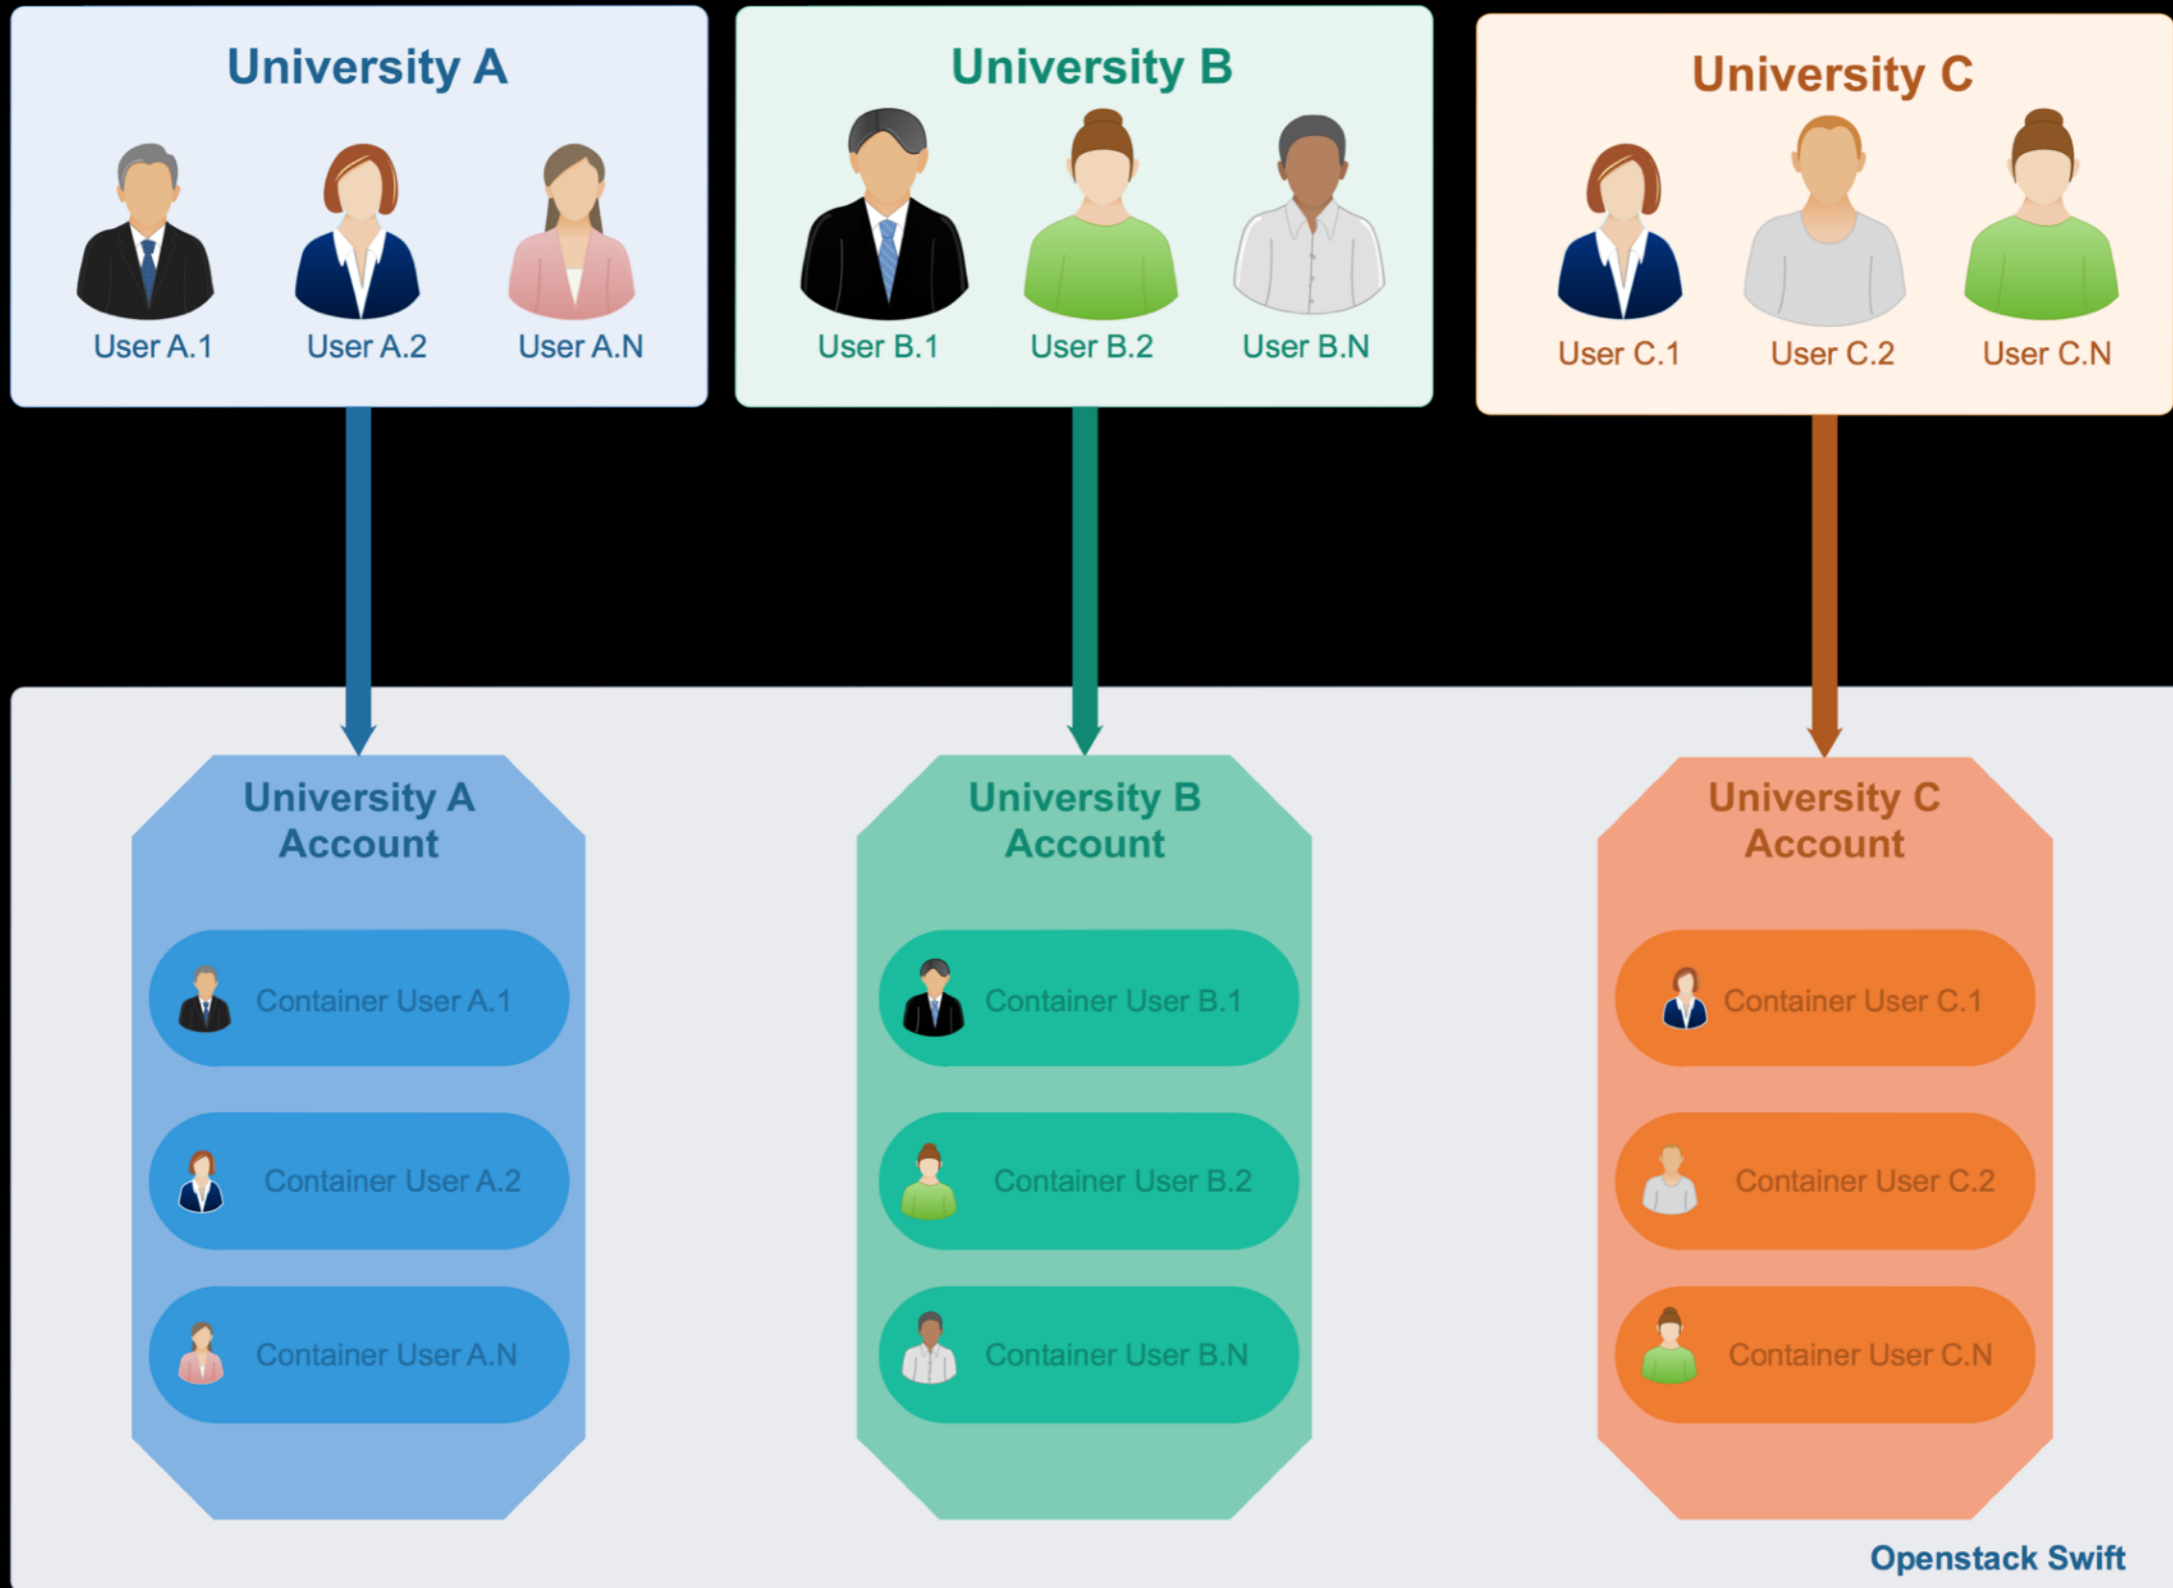 University A
User A.1
User A.2
User A.N
University B
User B.1
User B.2
User B.N
University C
User C.1
User C.2
User C.N
University A
Account
Container User A.1
Container User A.2
Container User A.N
University B
Account
Container User B.1
Container User B.2
Container User B.N
University C
Account
Container User C.1
Container User C.2
Container User C.N
Openstack Swift